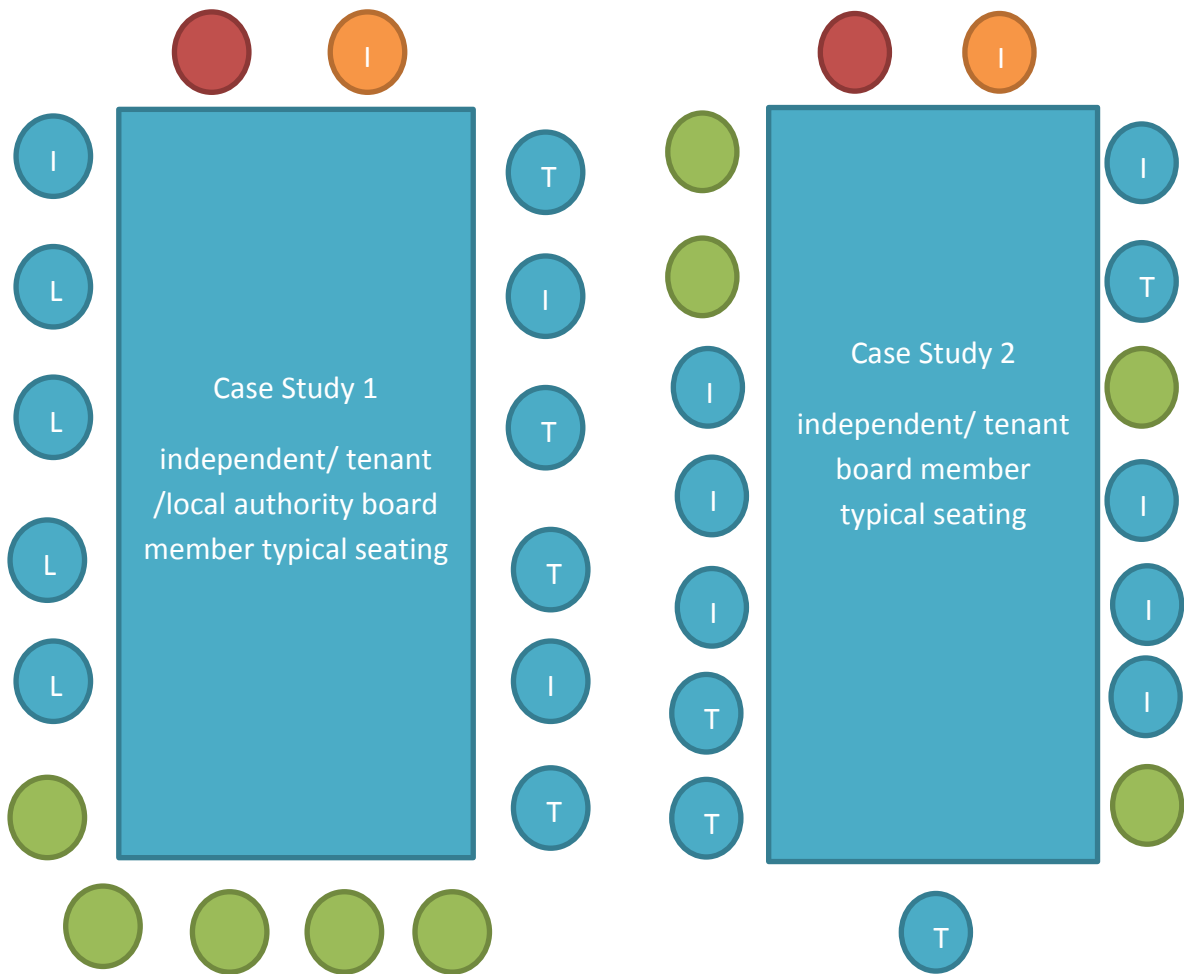 I
I
L
L
L
L
Case Study 1
independent/ tenant
/local authority board
member typical seating
T
I
T
T
I
T
I
I
I
I
T
T
Case Study 2
independent/ tenant
board member
typical seating
I
T
I
I
I
T